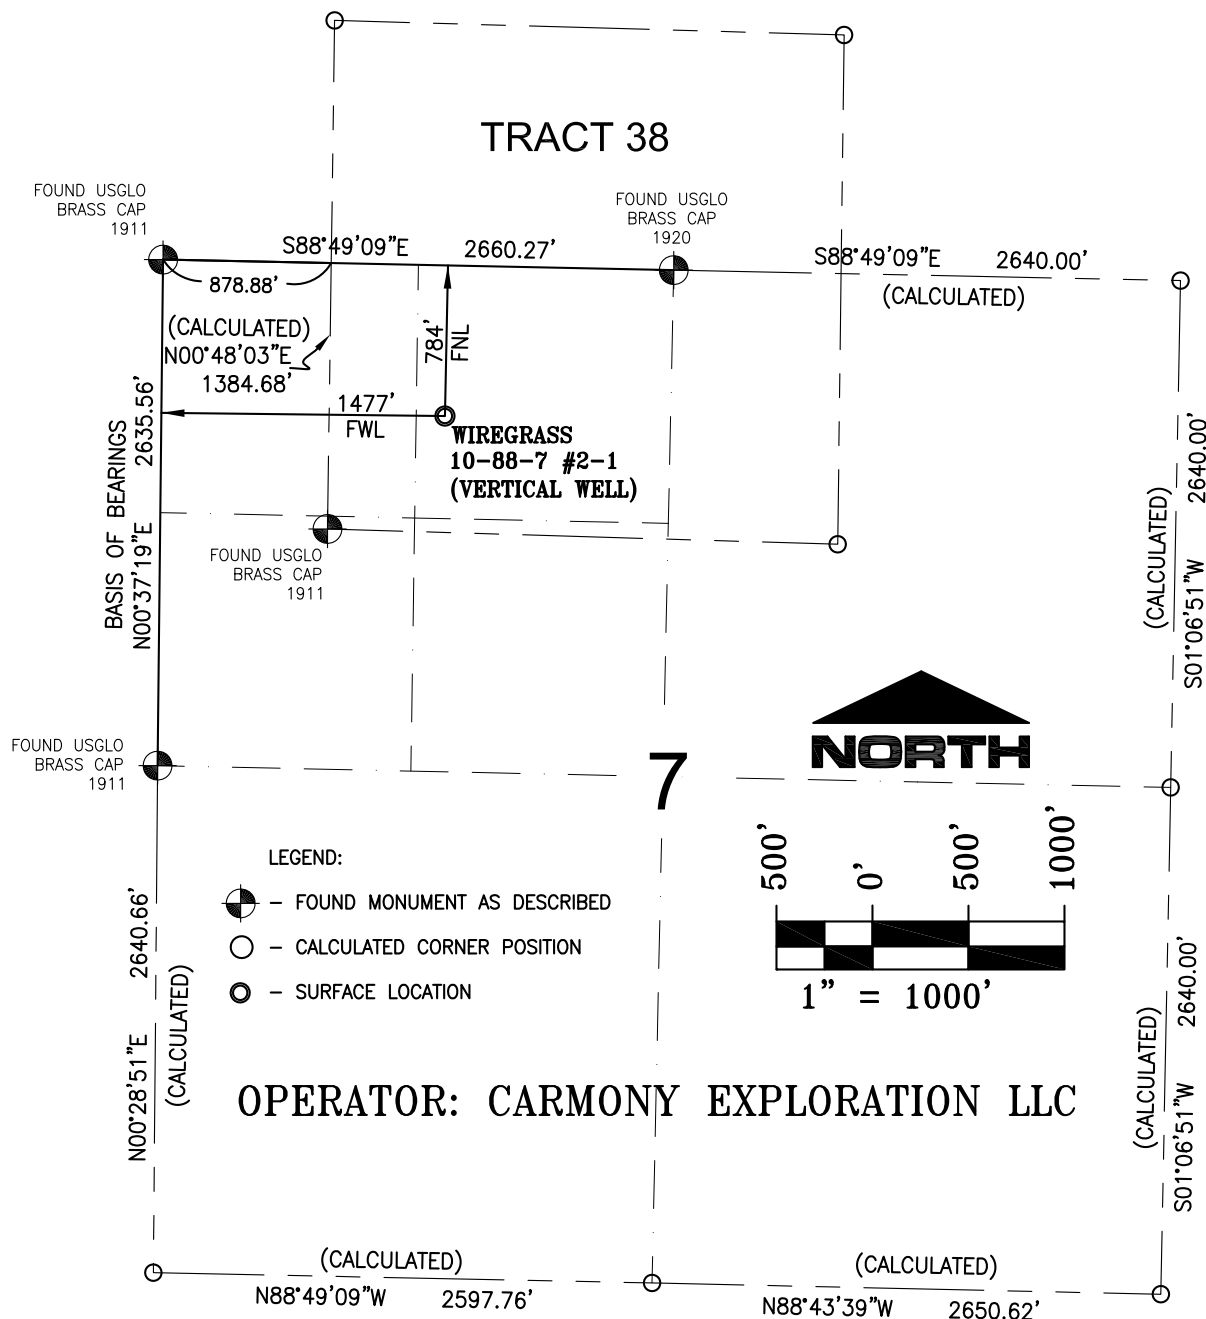 TRACT 38
FOUND USGLO
BRASS CAP
1911
FOUND USGLO
BRASS CAP
1920
S88°49'09"E 2660.27'
S88°49'09"E 2640.00'
(CALCULATED)
878.88'
(CALCULATED)
N00°48'03"E
1384.68'
784'
FNL
1477'
FWL
WIREGRASS
10-88-7 #2-1
(VERTICAL WELL)
BASIS OF BEARINGS
N00°37'19"E 2635.56'
FOUND USGLO
BRASS CAP
1911
(CALCULATED)
S01°06'51"W 2640.00'
FOUND USGLO
BRASS CAP
1911
NORTH
7
LEGEND:
– FOUND MONUMENT AS DESCRIBED
– CALCULATED CORNER POSITION
– SURFACE LOCATION
500' 0' 500' 1000'
1" = 1000'
N00°28'51"E 2640.66'
(CALCULATED)
(CALCULATED)
S01°06'51"W 2640.00'
OPERATOR: CARMONY EXPLORATION LLC
(CALCULATED)
N88°49'09"W 2597.76'
(CALCULATED)
N88°43'39"W 2650.62'